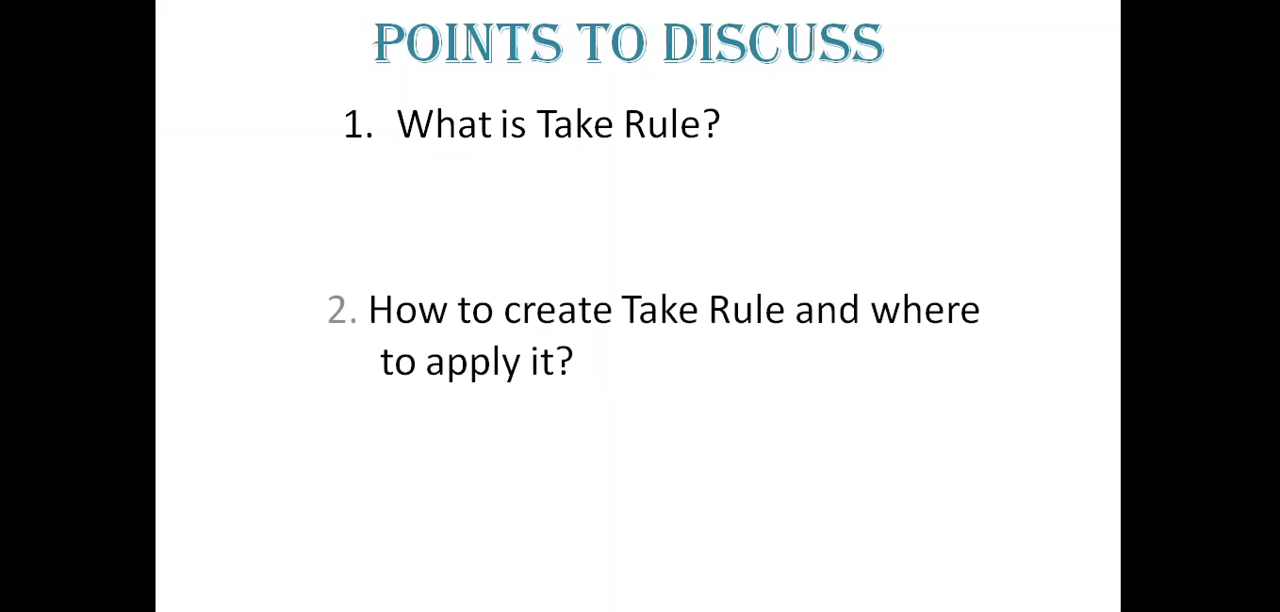 POINTS TO DISCUSS
1. What is Take Rule?
2. How to create Take Rule and where
to apply it?